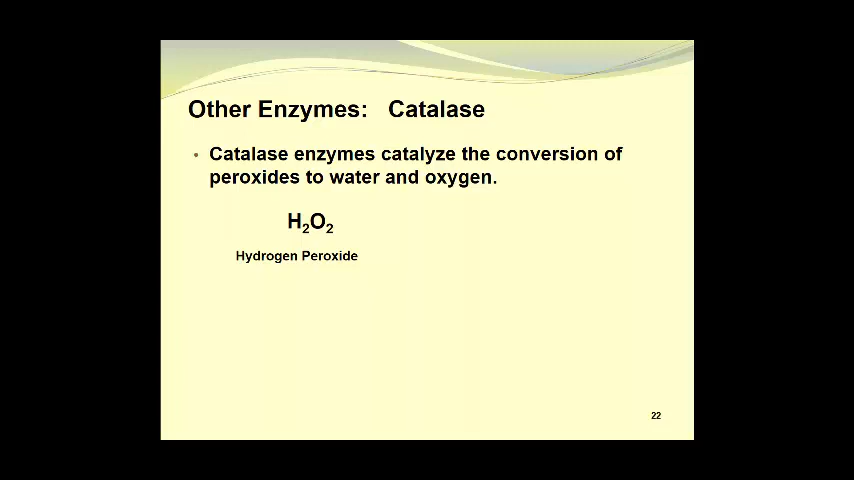 Other Enzymes: Catalase
• Catalase enzymes catalyze the conversion of
peroxides to water and oxygen.
H₂O₂
Hydrogen Peroxide
22